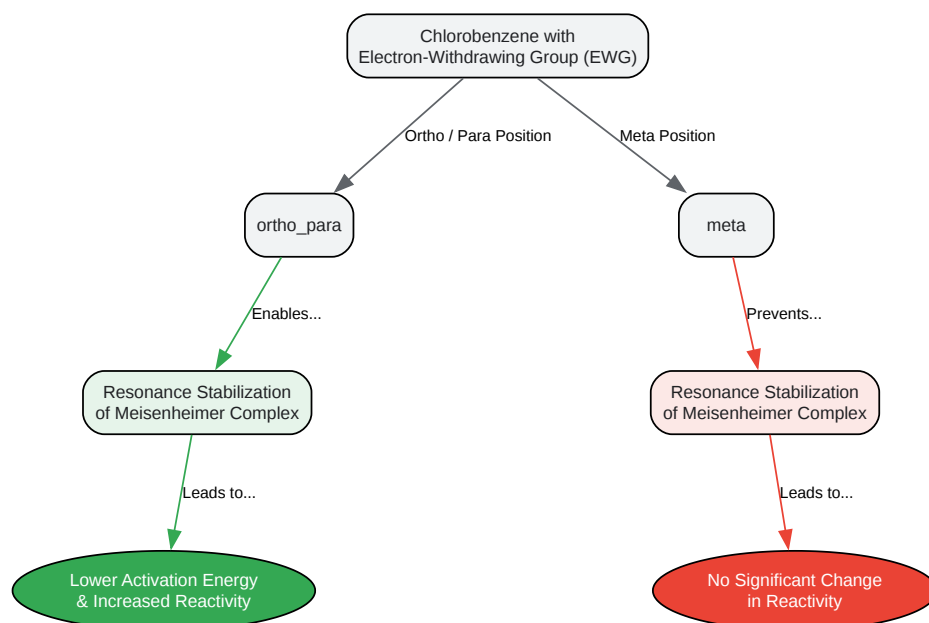 Chlorobenzene with
Electron-Withdrawing Group (EWG)
Ortho / Para Position
Meta Position
ortho_para
meta
Enables...
Prevents...
Resonance Stabilization
of Meisenheimer Complex
Resonance Stabilization
of Meisenheimer Complex
Leads to...
Leads to...
Lower Activation Energy
& Increased Reactivity
No Significant Change
in Reactivity